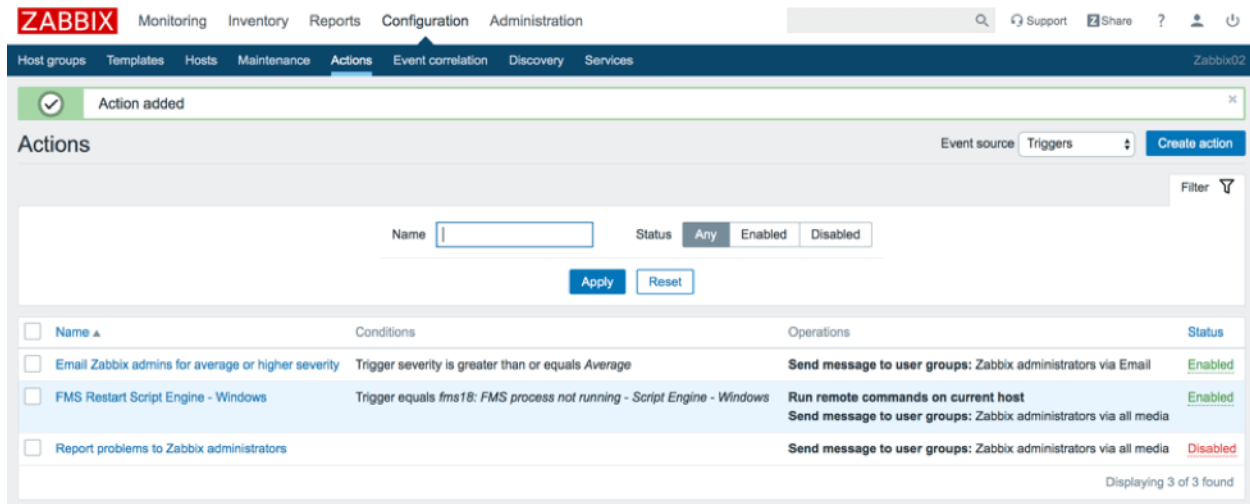 ZABBIX Monitoring Inventory Reports Configuration Administration Support Z Share ?
Host groups Templates Hosts Maintenance Actions Event correlation Discovery Services Zabbix02
Action added
Actions Event source Triggers Create action
Filter
Name Status Any Enabled Disabled
Apply Reset
Name Conditions Operations Status
Email Zabbix admins for average or higher severity Trigger severity is greater than or equals Average Send message to user groups: Zabbix administrators via Email Enabled
FMS Restart Script Engine - Windows Trigger equals fms18: FMS process not running - Script Engine - Windows Run remote commands on current host Enabled
Send message to user groups: Zabbix administrators via all media
Report problems to Zabbix administrators Send message to user groups: Zabbix administrators via all media Disabled
Displaying 3 of 3 found